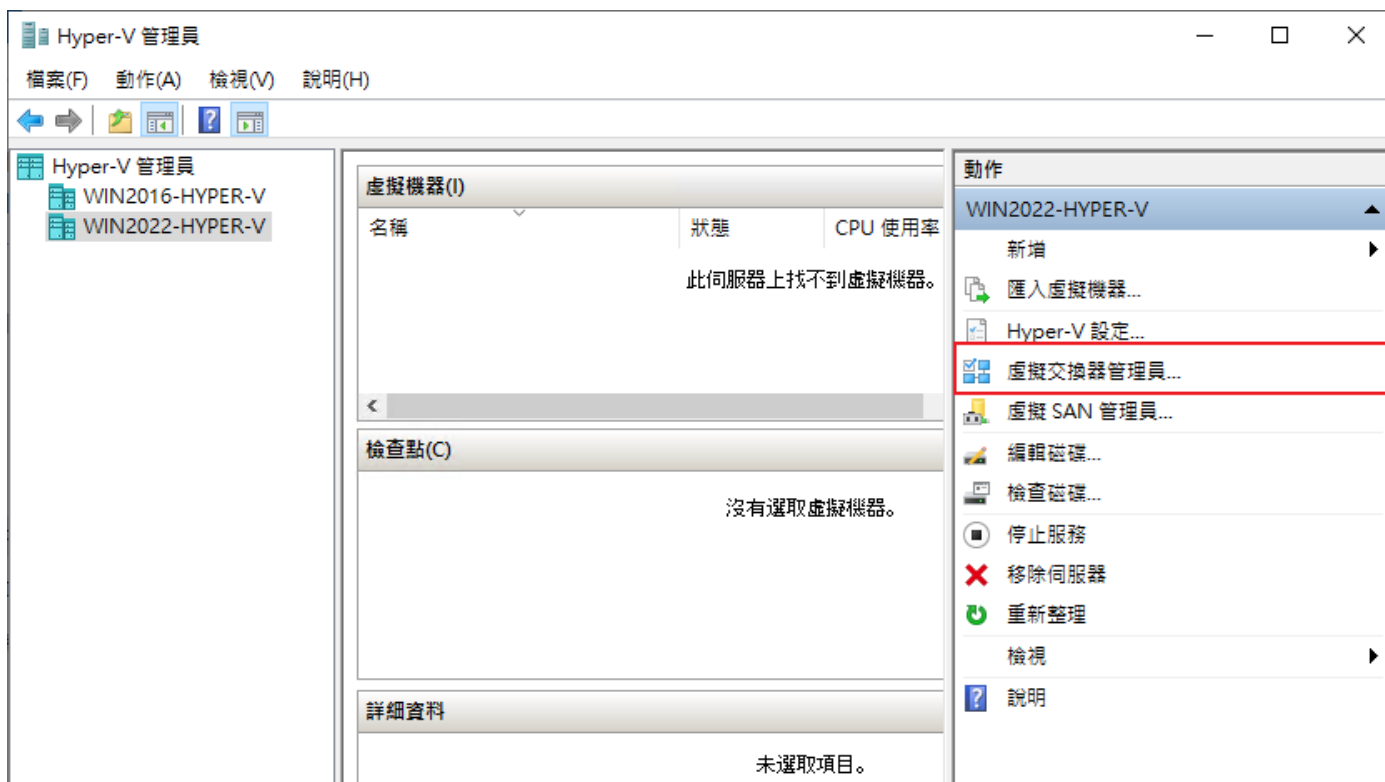 Hyper-V 管理員
檔案(F) 動作(A) 檢視(V) 說明(H)
Hyper-V 管理員
WIN2016-HYPER-V
WIN2022-HYPER-V
虛擬機器(I)
名稱 狀態 CPU 使用率
此伺服器上找不到虛擬機器。
檢查點(C)
沒有選取虛擬機器。
詳細資料
未選取項目。
動作
WIN2022-HYPER-V
新增
匯入虛擬機器...
Hyper-V 設定...
虛擬交換器管理員...
虛擬 SAN 管理員...
編輯磁碟...
檢查磁碟...
停止服務
移除伺服器
重新整理
檢視
說明